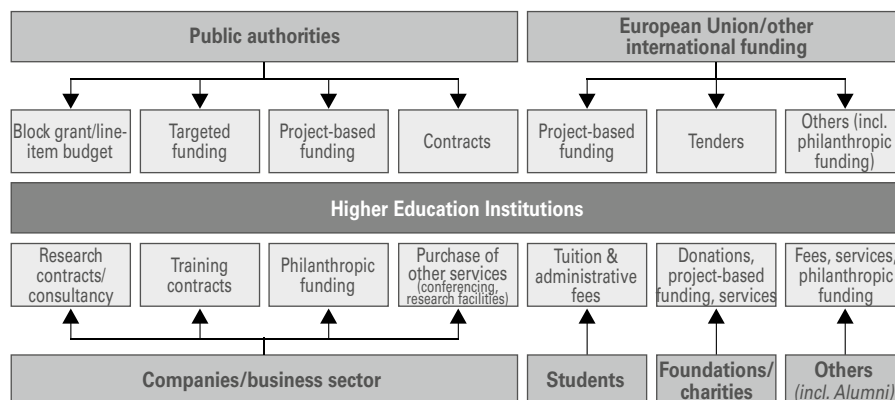 Public authorities
European Union/other
international funding
Block grant/line-
item budget
Targeted
funding
Project-based
funding
Contracts
Project-based
funding
Tenders
Others (incl.
philanthropic
funding)
Higher Education Institutions
Research
contracts/
consultancy
Training
contracts
Philanthropic
funding
Purchase of
other services
(conferencing,
research facilities)
Tuition &
administrative
fees
Donations,
project-based
funding, services
Fees, services,
philanthropic
funding
Companies/business sector
Students
Foundations/
charities
Others
(incl. Alumni)